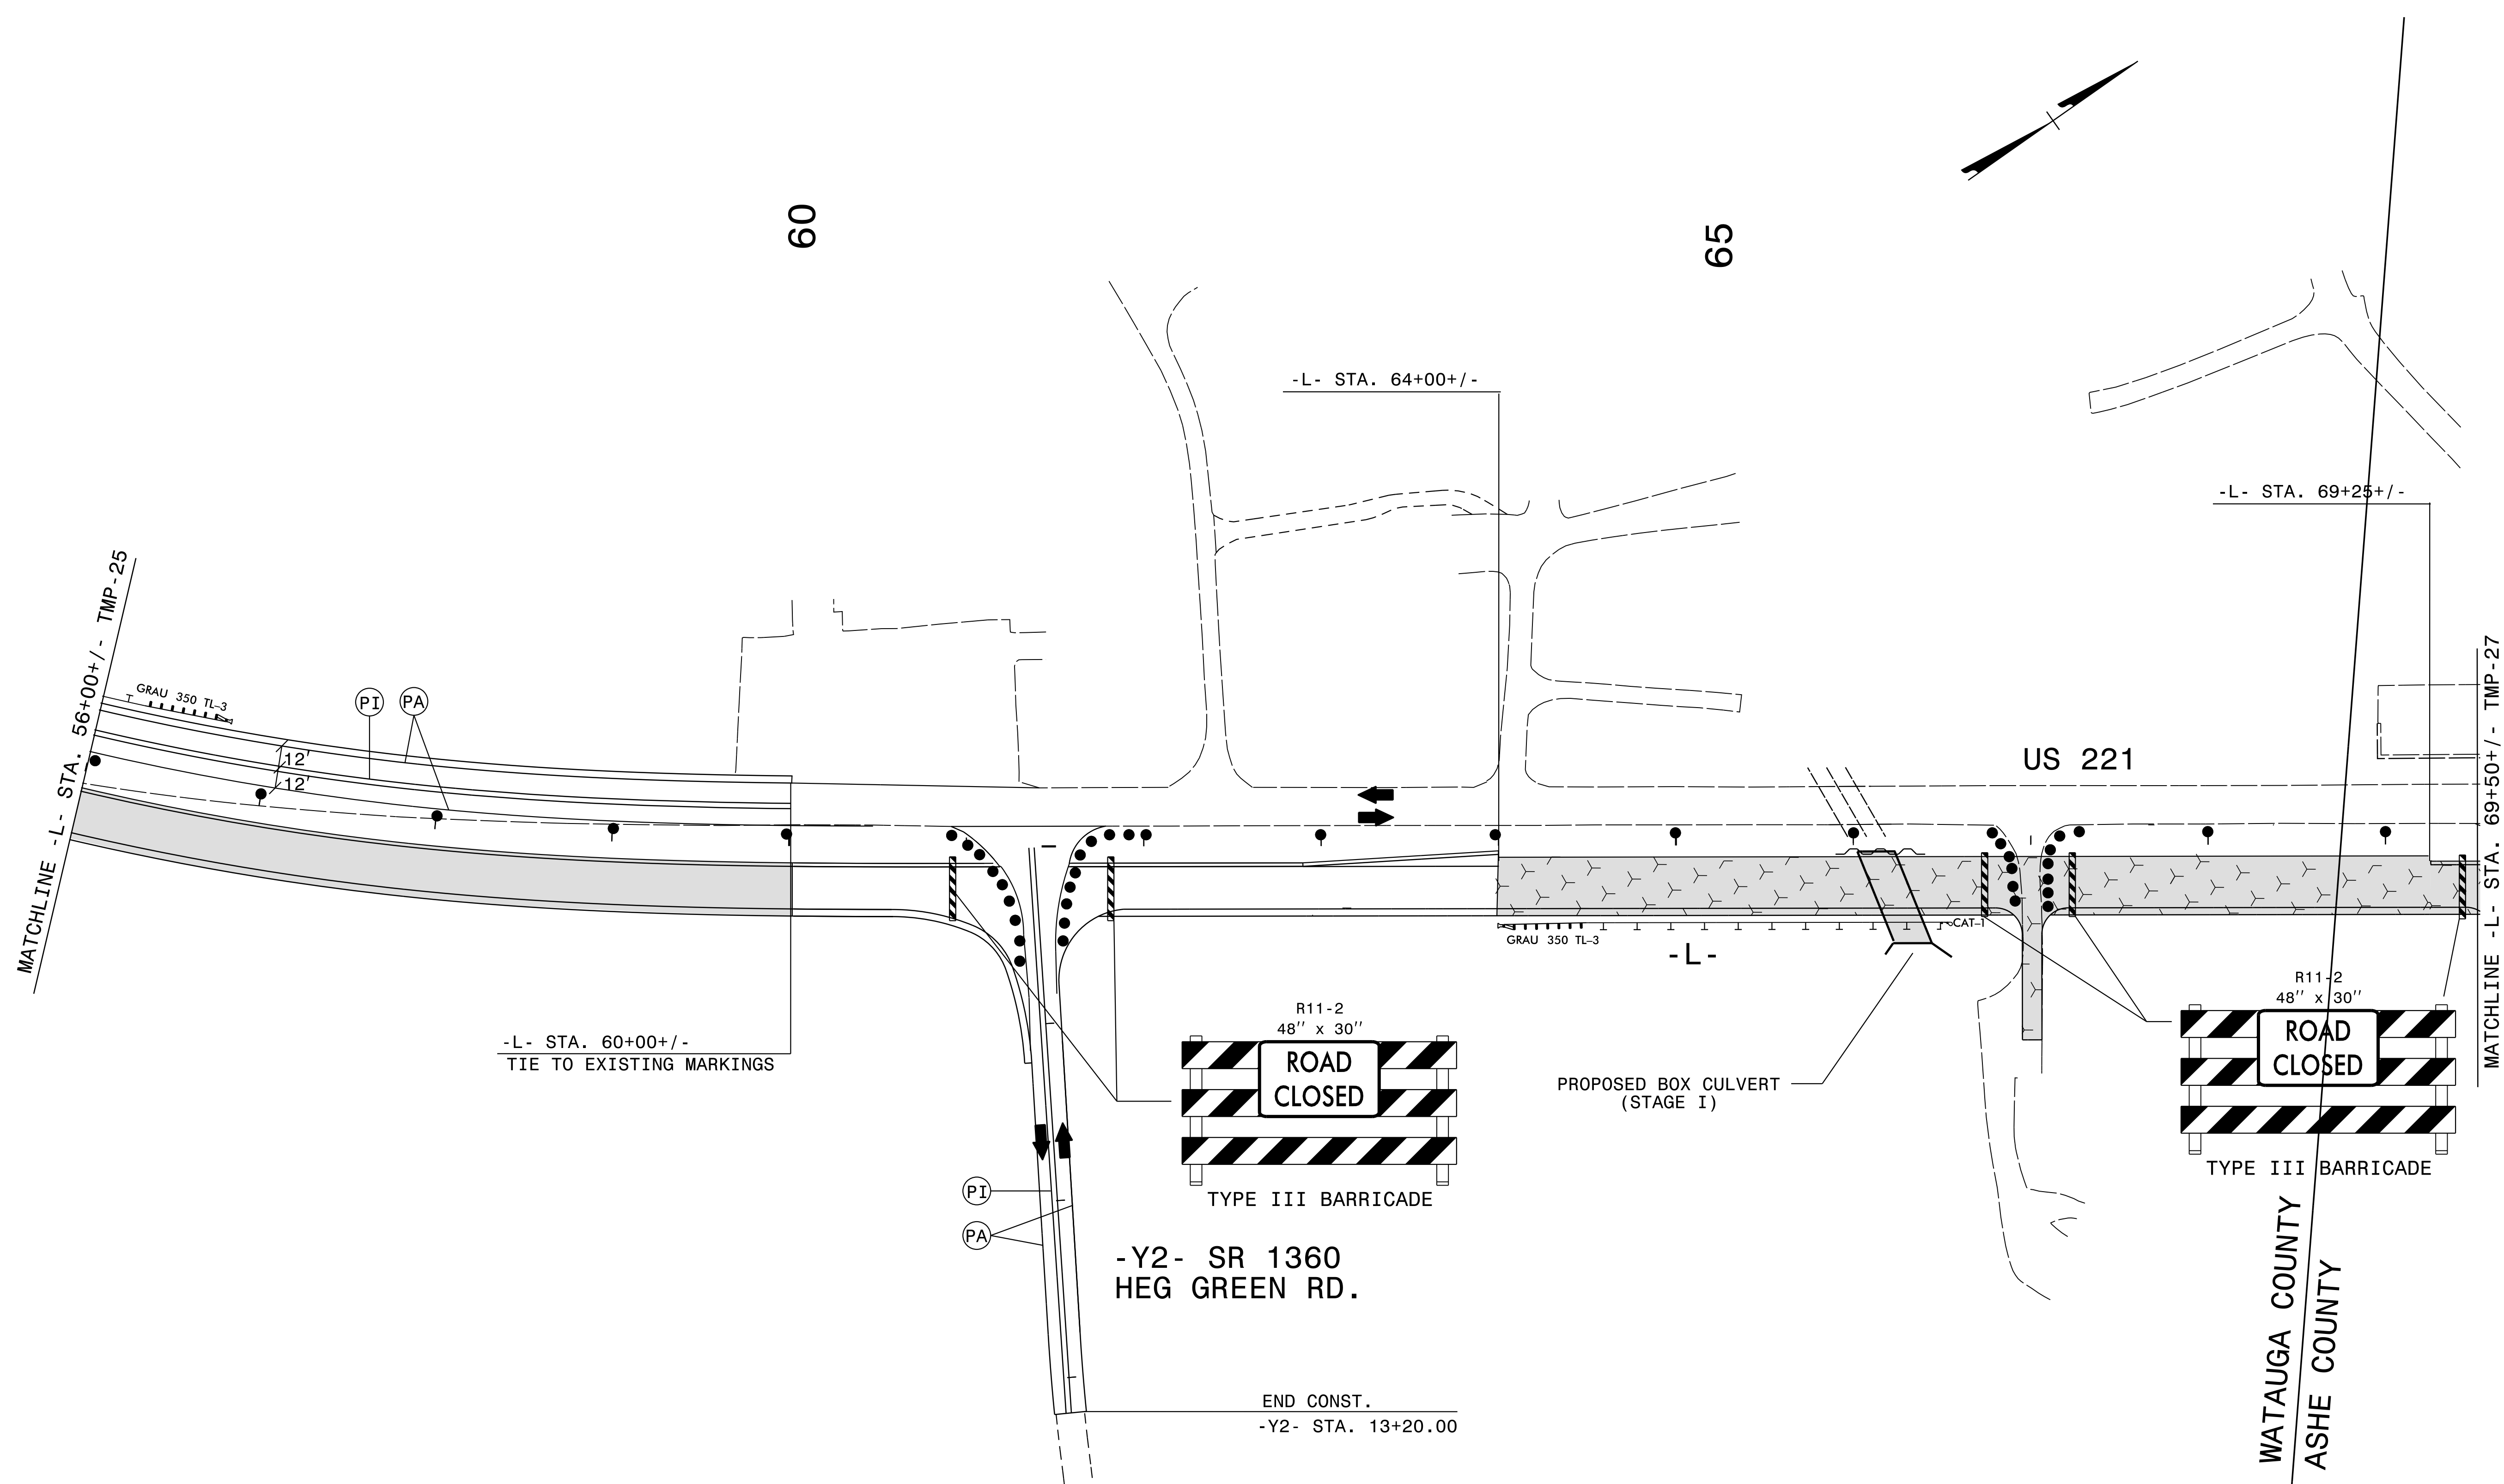 60
65
-L- STA. 64+00+/-
-L- STA. 69+25+/-
MATCHLINE -L- STA. 56+00+/- TMP-25
GRAU 350 TL-3
PI
PA
12'
12'
US 221
MATCHLINE -L- STA. 69+50+/- TMP-27
CAT-1
GRAU 350 TL-3
-L-
-L- STA. 60+00+/-
TIE TO EXISTING MARKINGS
R11-2
48" x 30"
ROAD
CLOSED
TYPE III BARRICADE
PROPOSED BOX CULVERT
(STAGE I)
R11-2
48" x 30"
ROAD
CLOSED
TYPE III BARRICADE
PI
PA
-Y2- SR 1360
HEG GREEN RD.
WATAUGA COUNTY
ASHE COUNTY
END CONST.
-Y2- STA. 13+20.00